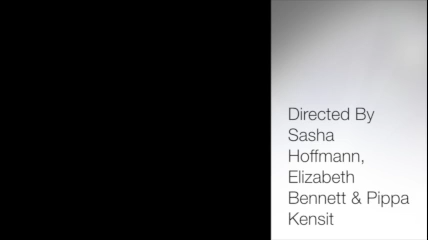 Directed By
Sasha
Hoffmann,
Elizabeth
Bennett & Pippa
Kensit